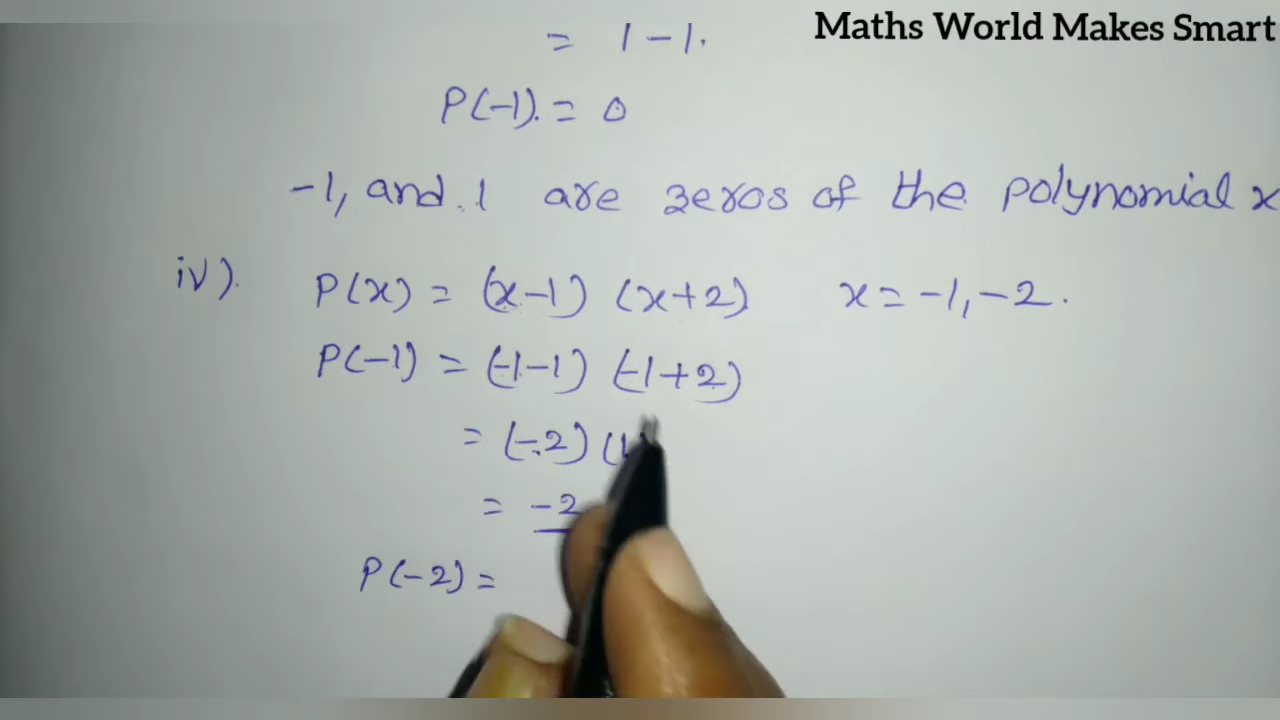 Maths World Makes Smart
= 1 - 1.
P(-1). = 0
-1, and 1 are zeros of the polynomial x
iv). P(x) = (x-1) (x+2) x = -1, -2.
P(-1) = (-1-1) (-1+2)
= (-2) (1
= -2
P(-2) =